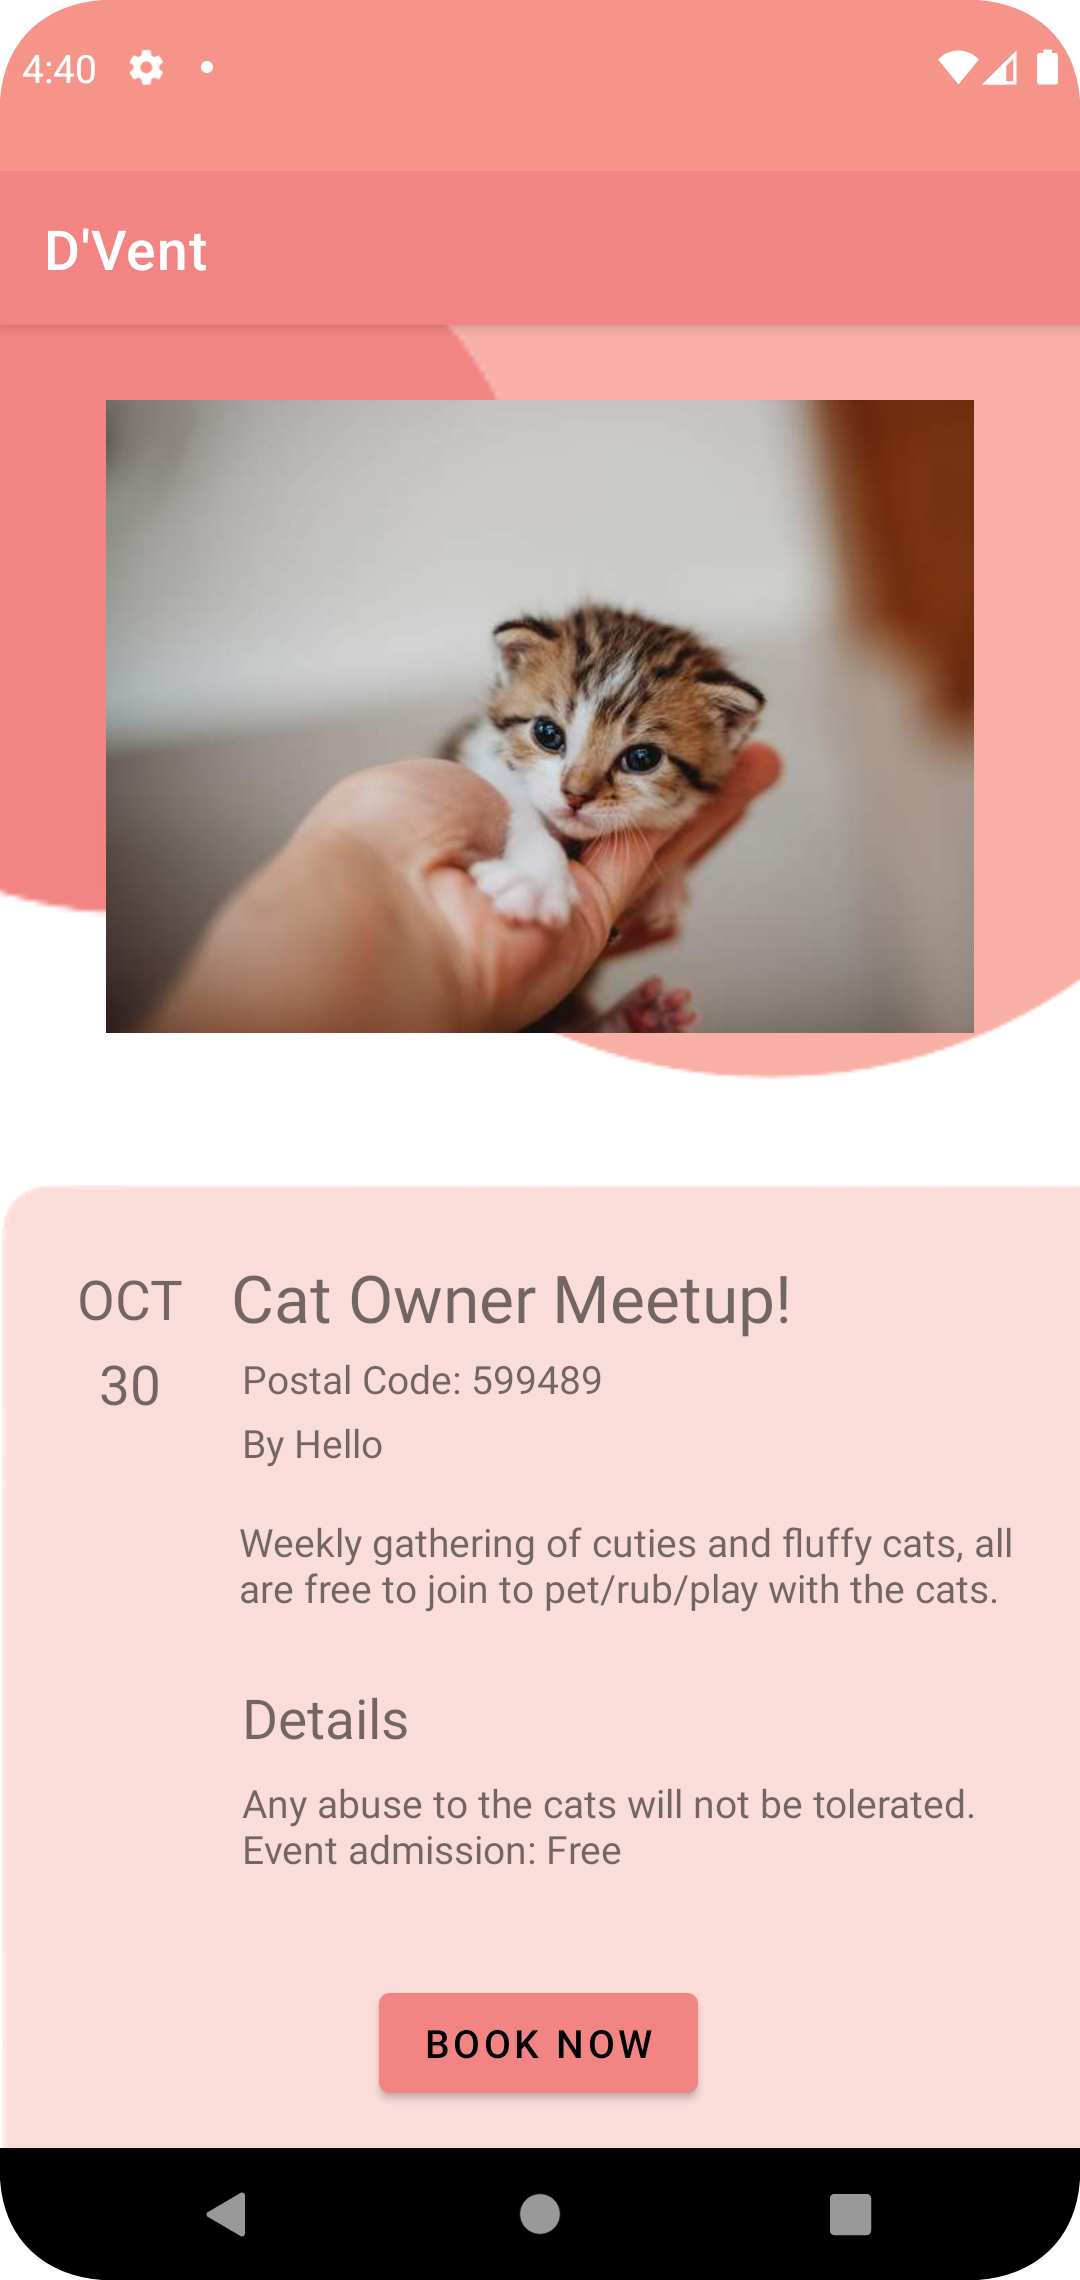 4:40
D'Vent
OCT
30
Cat Owner Meetup!
Postal Code: 599489
By Hello
Weekly gathering of cuties and fluffy cats, all
are free to join to pet/rub/play with the cats.
Details
Any abuse to the cats will not be tolerated.
Event admission: Free
BOOK NOW